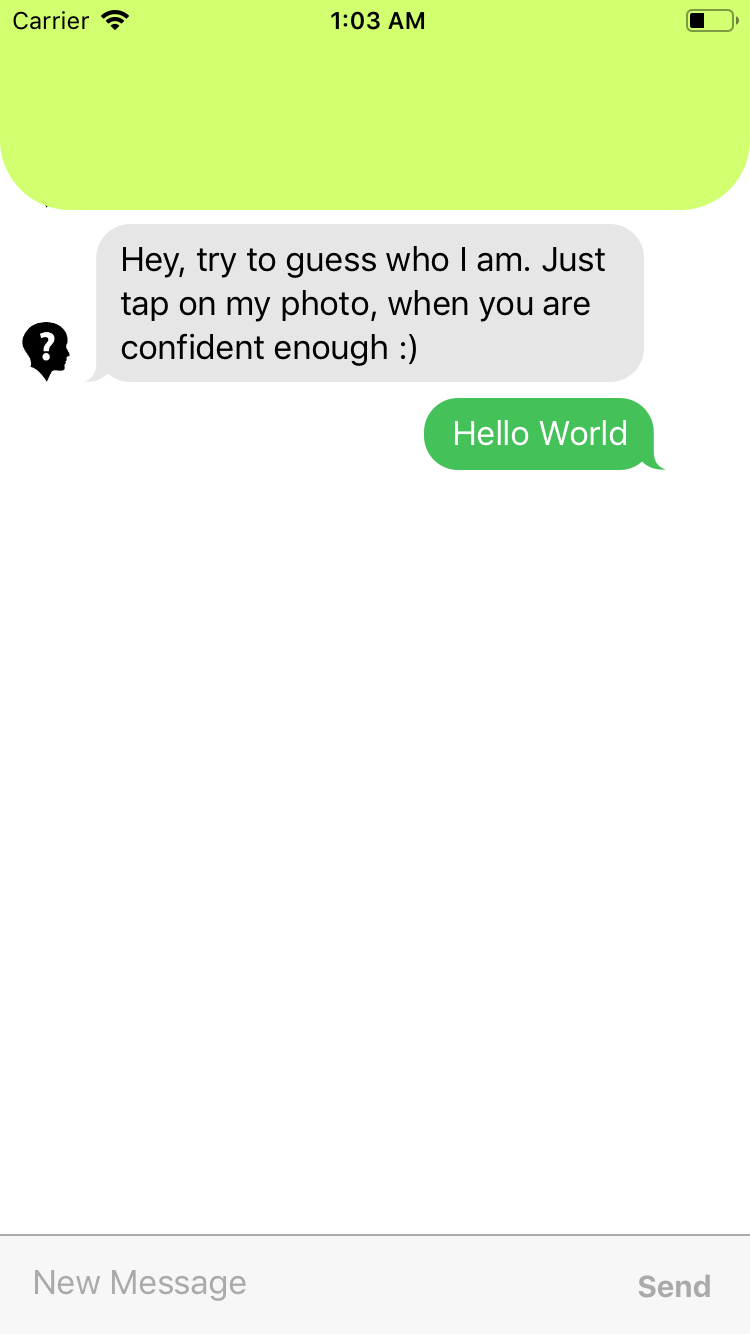 Carrier 1:03 AM
Hey, try to guess who I am. Just
tap on my photo, when you are
confident enough :)
?
Hello World
New Message Send